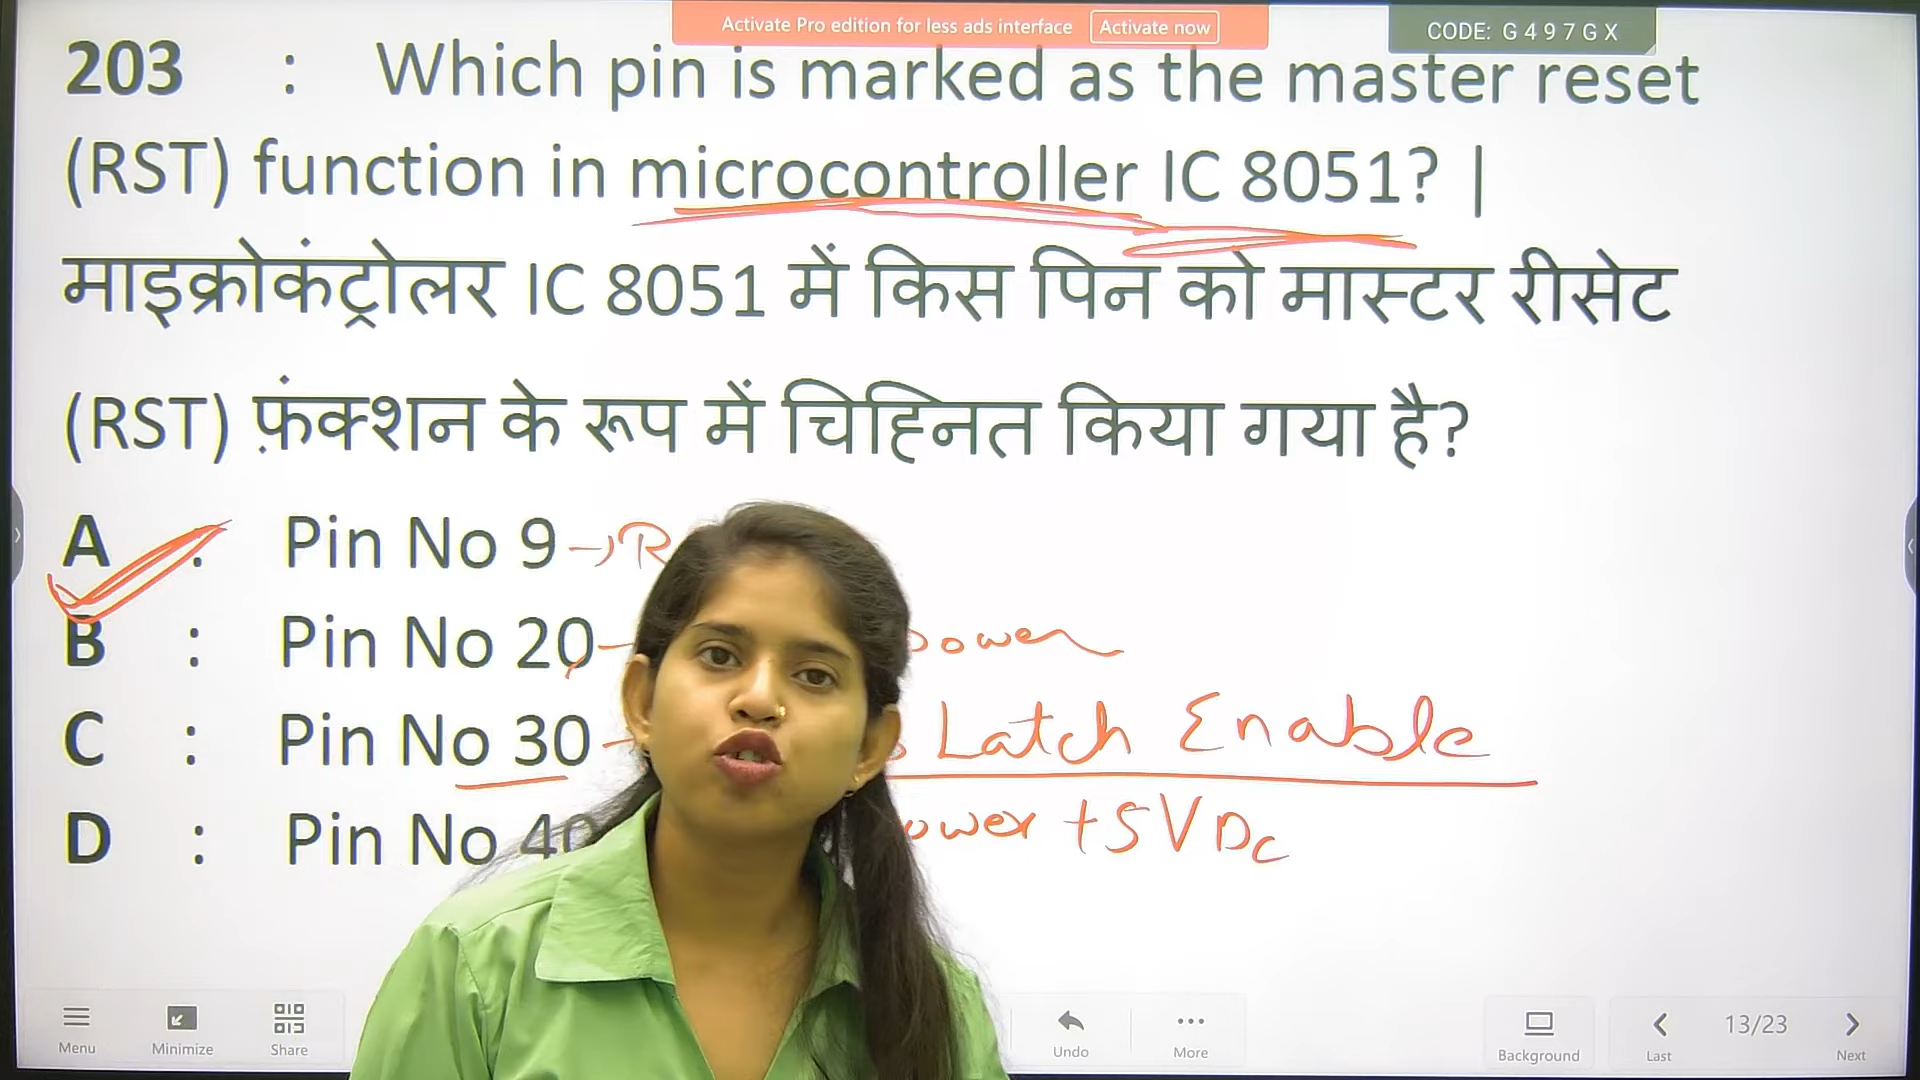 Activate Pro edition for less ads interface Activate now
CODE: G497GX
203 : Which pin is marked as the master reset
(RST) function in microcontroller IC 8051? |
माइक्रोकंट्रोलर IC 8051 में किस पिन को मास्टर रीसेट
(RST) फ़ंक्शन के रूप में चिह्नित किया गया है?
A : Pin No 9 → R
B : Pin No 20
C : Pin No 30 Latch Enable
D : Pin No 40 +5V DC
Menu Minimize Share Undo More Background Last 13/23 Next